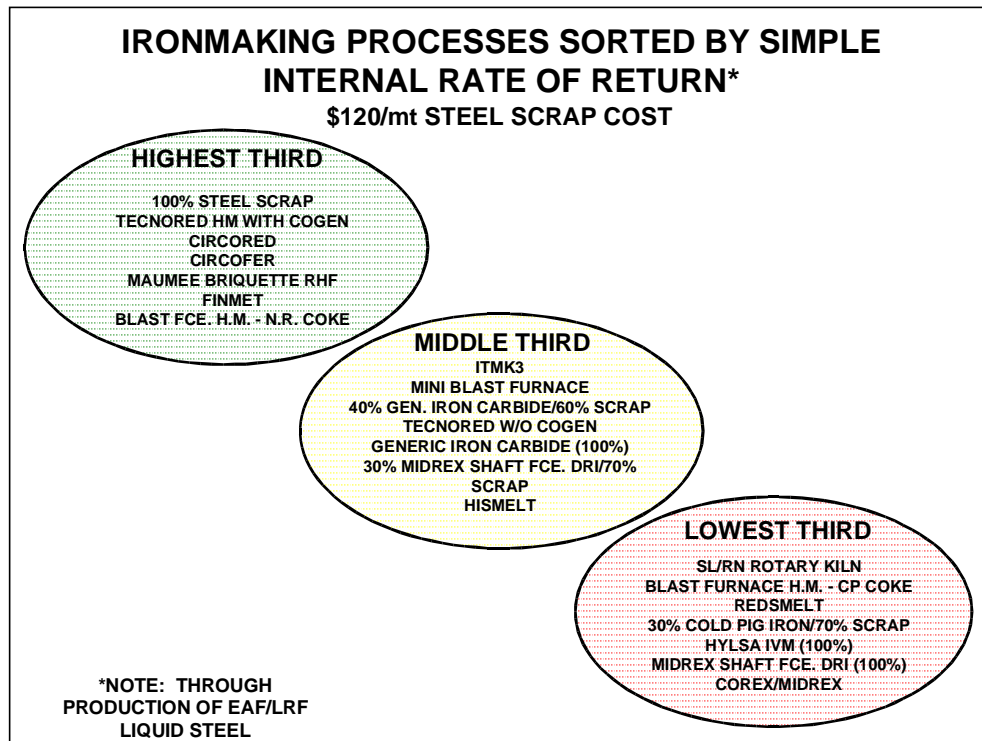 IRONMAKING PROCESSES SORTED BY SIMPLE
INTERNAL RATE OF RETURN*
$120/mt STEEL SCRAP COST
HIGHEST THIRD
100% STEEL SCRAP
TECNORED HM WITH COGEN
CIRCORED
CIRCOFER
MAUMEE BRIQUETTE RHF
FINMET
BLAST FCE. H.M. - N.R. COKE
MIDDLE THIRD
ITMK3
MINI BLAST FURNACE
40% GEN. IRON CARBIDE/60% SCRAP
TECNORED W/O COGEN
GENERIC IRON CARBIDE (100%)
30% MIDREX SHAFT FCE. DRI/70%
SCRAP
HISMELT
LOWEST THIRD
SL/RN ROTARY KILN
BLAST FURNACE H.M. - CP COKE
REDSMELT
30% COLD PIG IRON/70% SCRAP
HYLSA IVM (100%)
MIDREX SHAFT FCE. DRI (100%)
COREX/MIDREX
*NOTE: THROUGH
PRODUCTION OF EAF/LRF
LIQUID STEEL